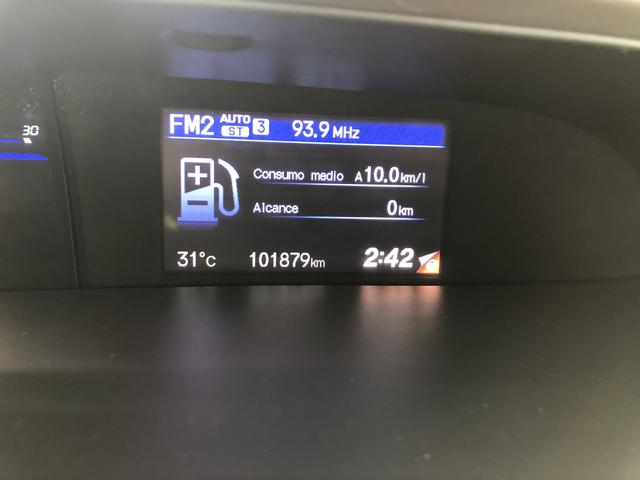 30
FM2 AUTO ST 3 93.9 MHz
Consumo medio A 10.0 km/l
Alcance 0 km
31°c 101879 km 2:42